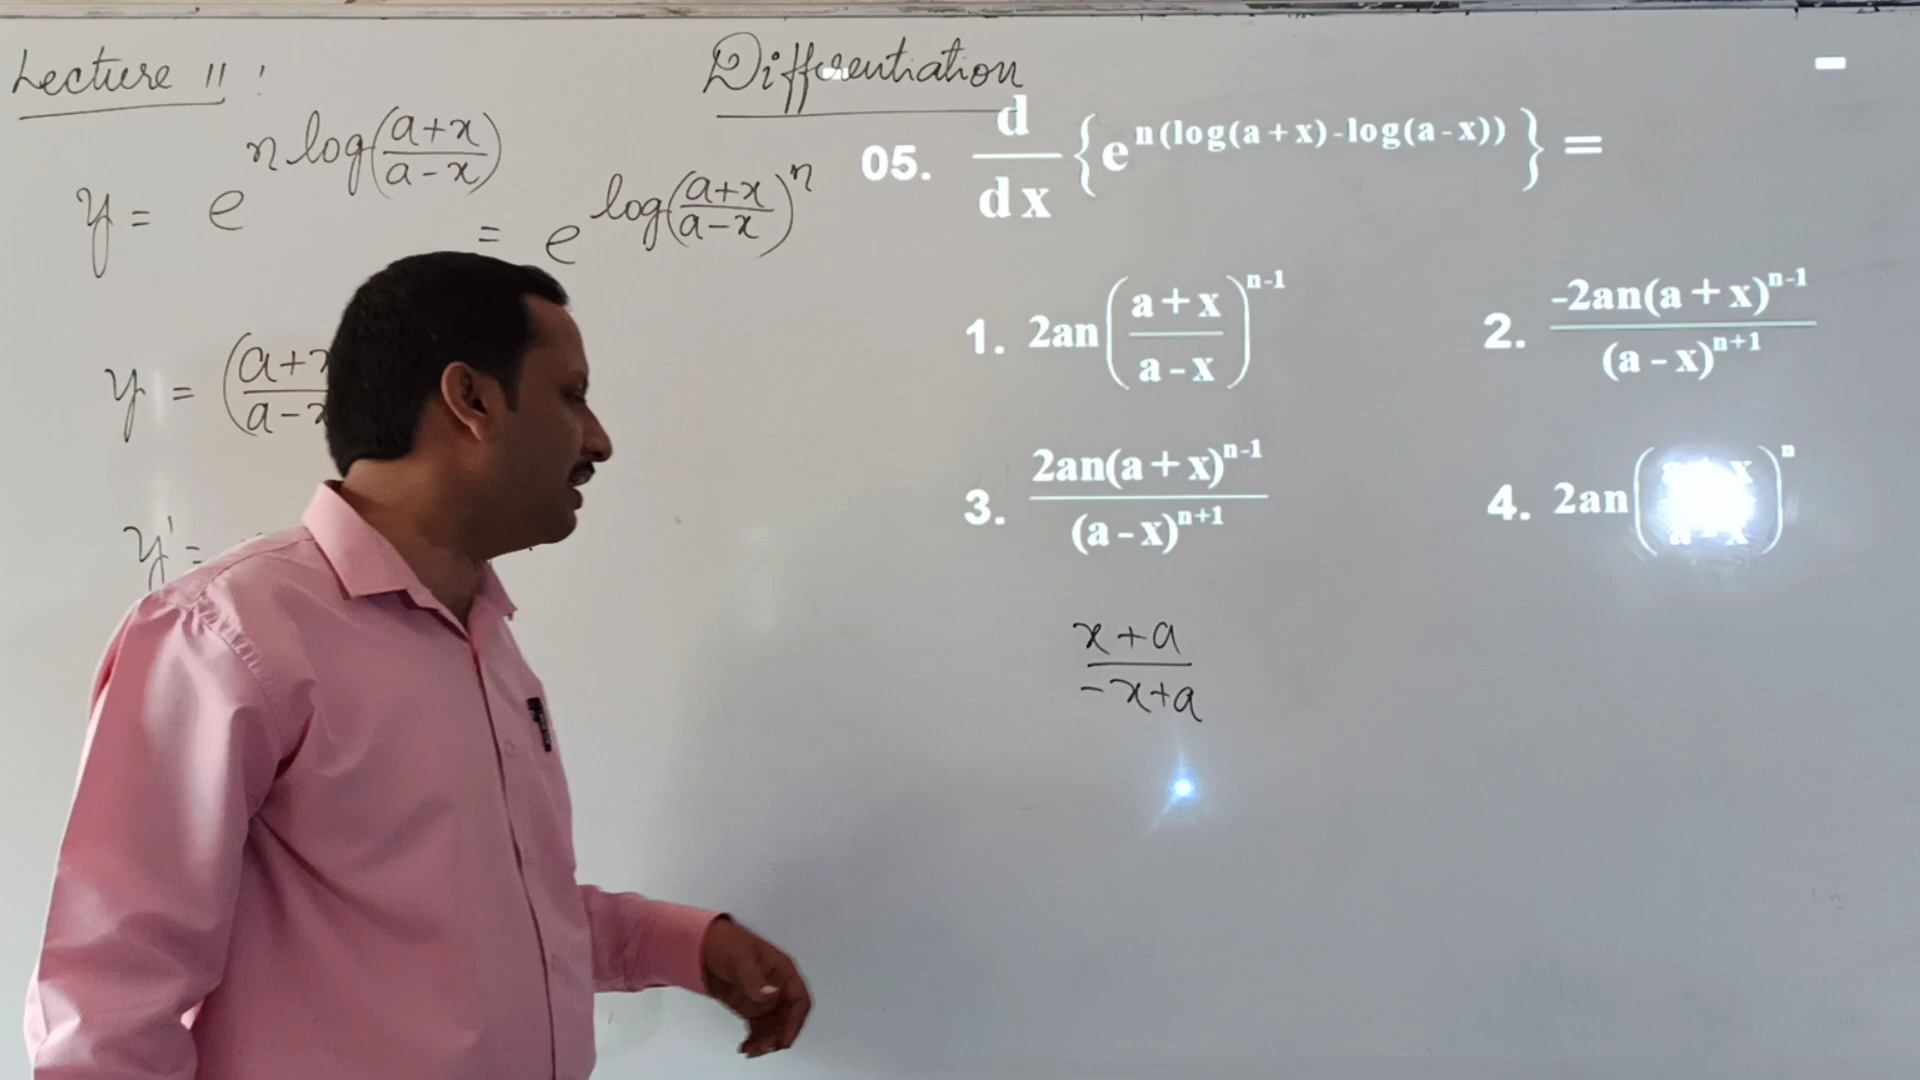 Lecture 11 :
Differentiation
y = e^{n log((a+x)/(a-x))} = e^{log((a+x)/(a-x))^n}
y = (a+x / a-x
y' =
05. d/dx {e^{n(log(a+x)-log(a-x))}} =
1. 2an((a+x)/(a-x))^{n-1}
2. -2an(a+x)^{n-1} / (a-x)^{n+1}
3. 2an(a+x)^{n-1} / (a-x)^{n+1}
4. 2an( )^n
x+a
-x+a